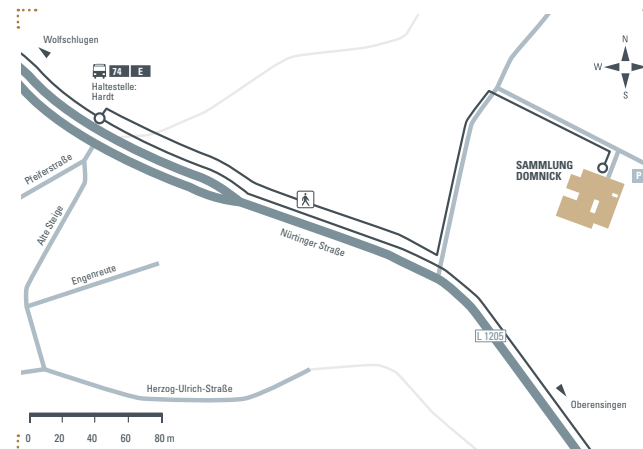 Wolfschlugen
74 E
Haltestelle:
Hardt
N
W
S
SAMMLUNG
DOMNICK
P
Pfeiferstraße
Alte Steige
Nürtinger Straße
Engenreute
L 1205
Herzog-Ulrich-Straße
Oberensingen
0 20 40 60 80 m